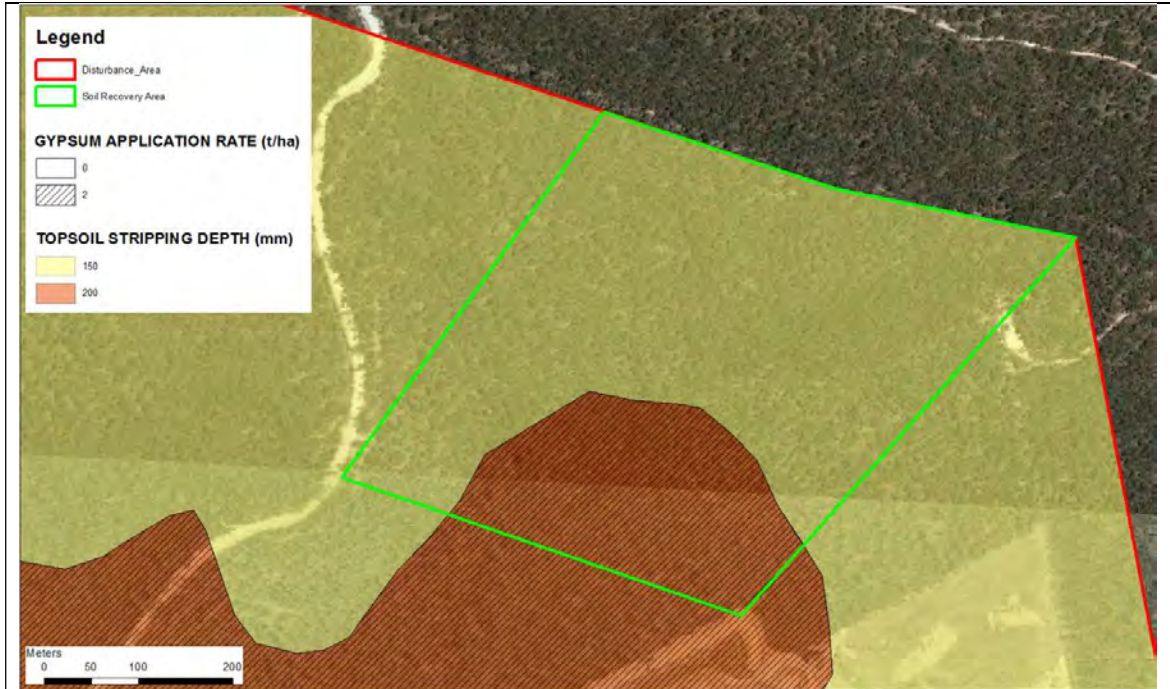 Legend
Disturbance_Area
Soil Recovery Area
GYPSUM APPLICATION RATE (t/ha)
0
2
TOPSOIL STRIPPING DEPTH (mm)
150
200
Meters
0 50 100 200